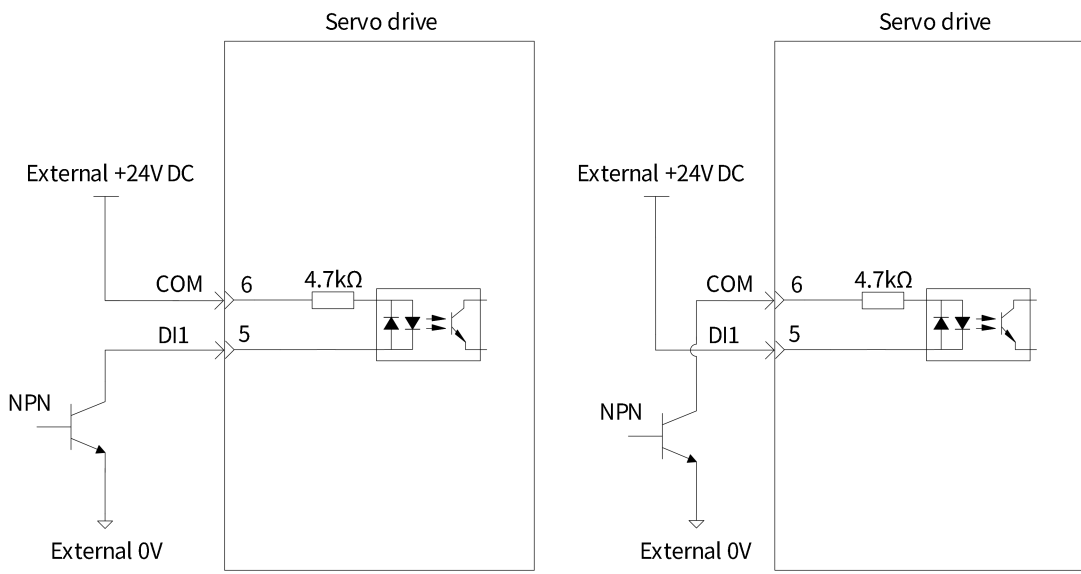 Servo drive
External +24V DC
COM
6
4.7kΩ
DI1
5
NPN
External 0V
Servo drive
External +24V DC
COM
6
4.7kΩ
DI1
5
NPN
External 0V